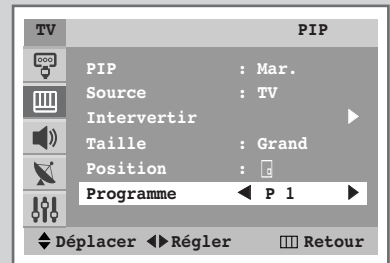 TV PIP
PIP : Mar.
Source : TV
Intervertir
Taille : Grand
Position :
Programme P 1
Déplacer Régler Retour